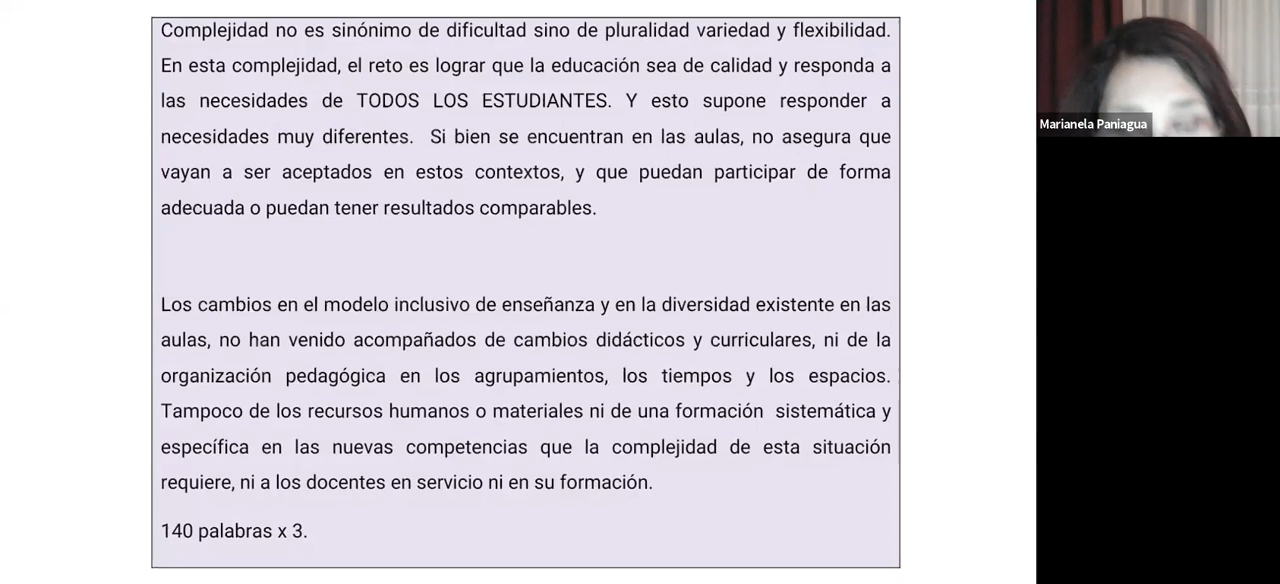 Complejidad no es sinónimo de dificultad sino de pluralidad variedad y flexibilidad.
En esta complejidad, el reto es lograr que la educación sea de calidad y responda a
las necesidades de TODOS LOS ESTUDIANTES. Y esto supone responder a
necesidades muy diferentes.  Si bien se encuentran en las aulas, no asegura que
vayan a ser aceptados en estos contextos, y que puedan participar de forma
adecuada o puedan tener resultados comparables.
Los cambios en el modelo inclusivo de enseñanza y en la diversidad existente en las
aulas, no han venido acompañados de cambios didácticos y curriculares, ni de la
organización pedagógica en los agrupamientos, los tiempos y los espacios.
Tampoco de los recursos humanos o materiales ni de una formación  sistemática y
específica en las nuevas competencias que la complejidad de esta situación
requiere, ni a los docentes en servicio ni en su formación.
140 palabras x 3.
Marianela Paniagua